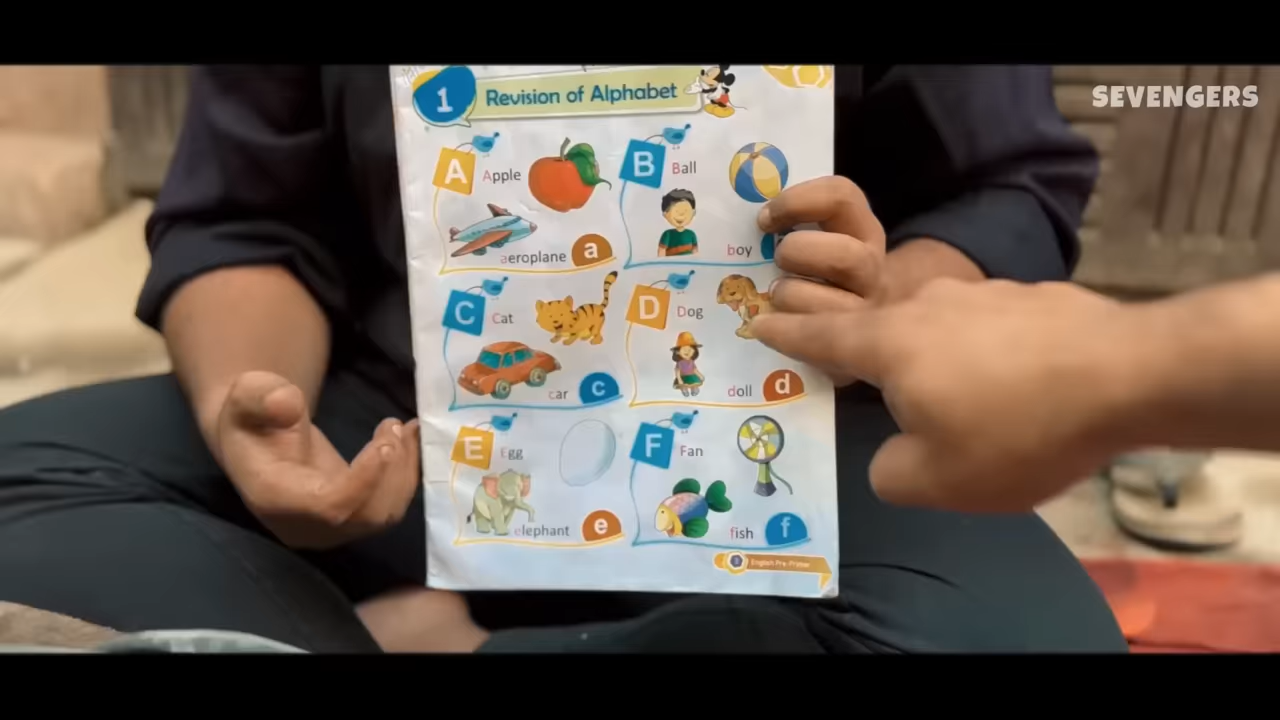 SEVENGERS
1
Revision of Alphabet
A Apple
aeroplane a
B Ball
boy
C Cat
car c
D Dog
doll d
E Egg
elephant e
F Fan
fish f
English Pre-Primer